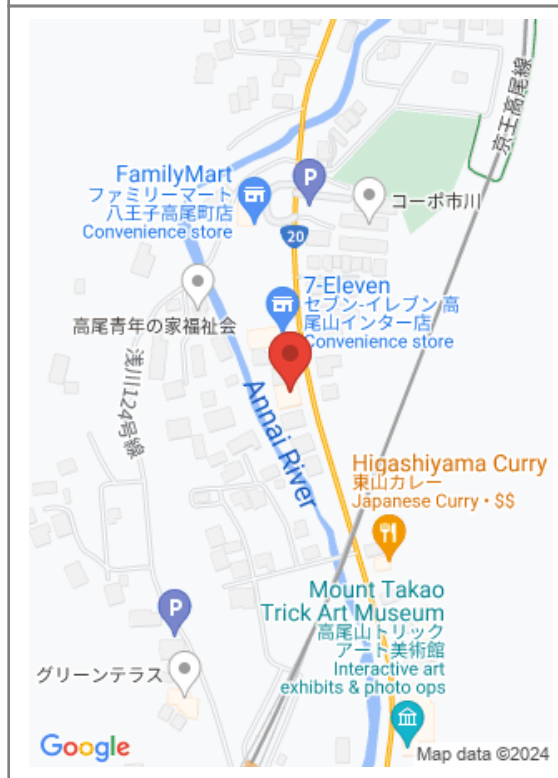 京王高尾線
FamilyMart
ファミリーマート
八王子高尾町店
Convenience store
P
コーポ市川
20
7-Eleven
セブン-イレブン 高
尾山インター店
Convenience store
高尾青年の家福祉会
浅川124号線
Annai River
Higashiyama Curry
東山カレー
Japanese Curry • $$
Mount Takao
Trick Art Museum
高尾山トリック
アート美術館
Interactive art
exhibits & photo ops
P
グリーンテラス
Google
Map data ©2024